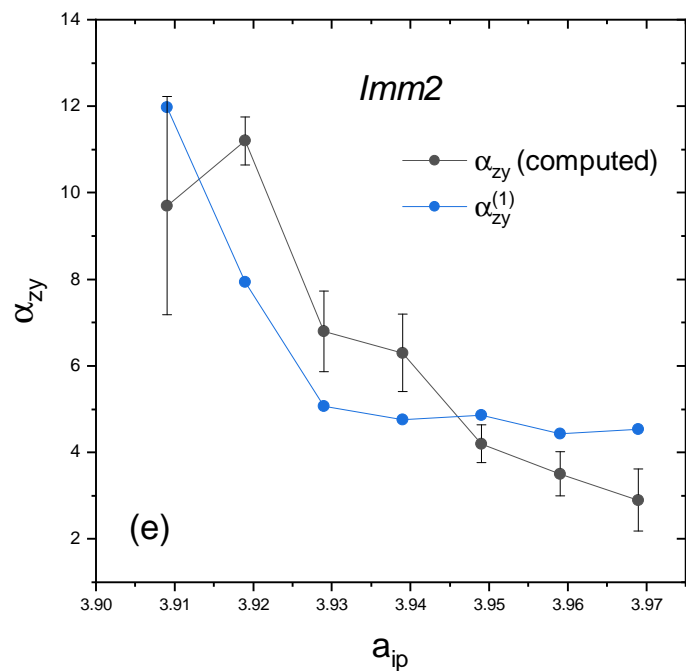 14
12
10
8
6
4
2
α_zy
Imm2
α_zy (computed)
α_zy^(1)
(e)
3.90 3.91 3.92 3.93 3.94 3.95 3.96 3.97
a_ip